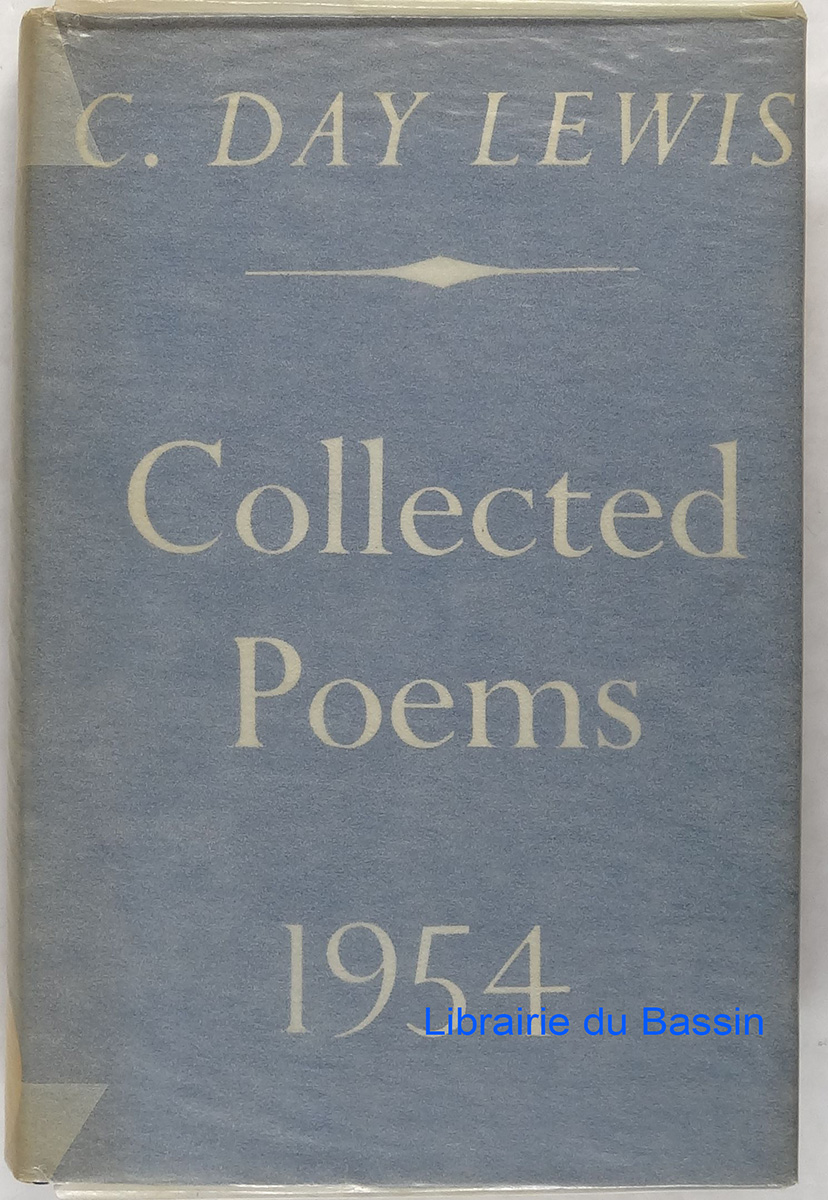 C. DAY LEWIS
Collected
Poems
1954
Librairie du Bassin